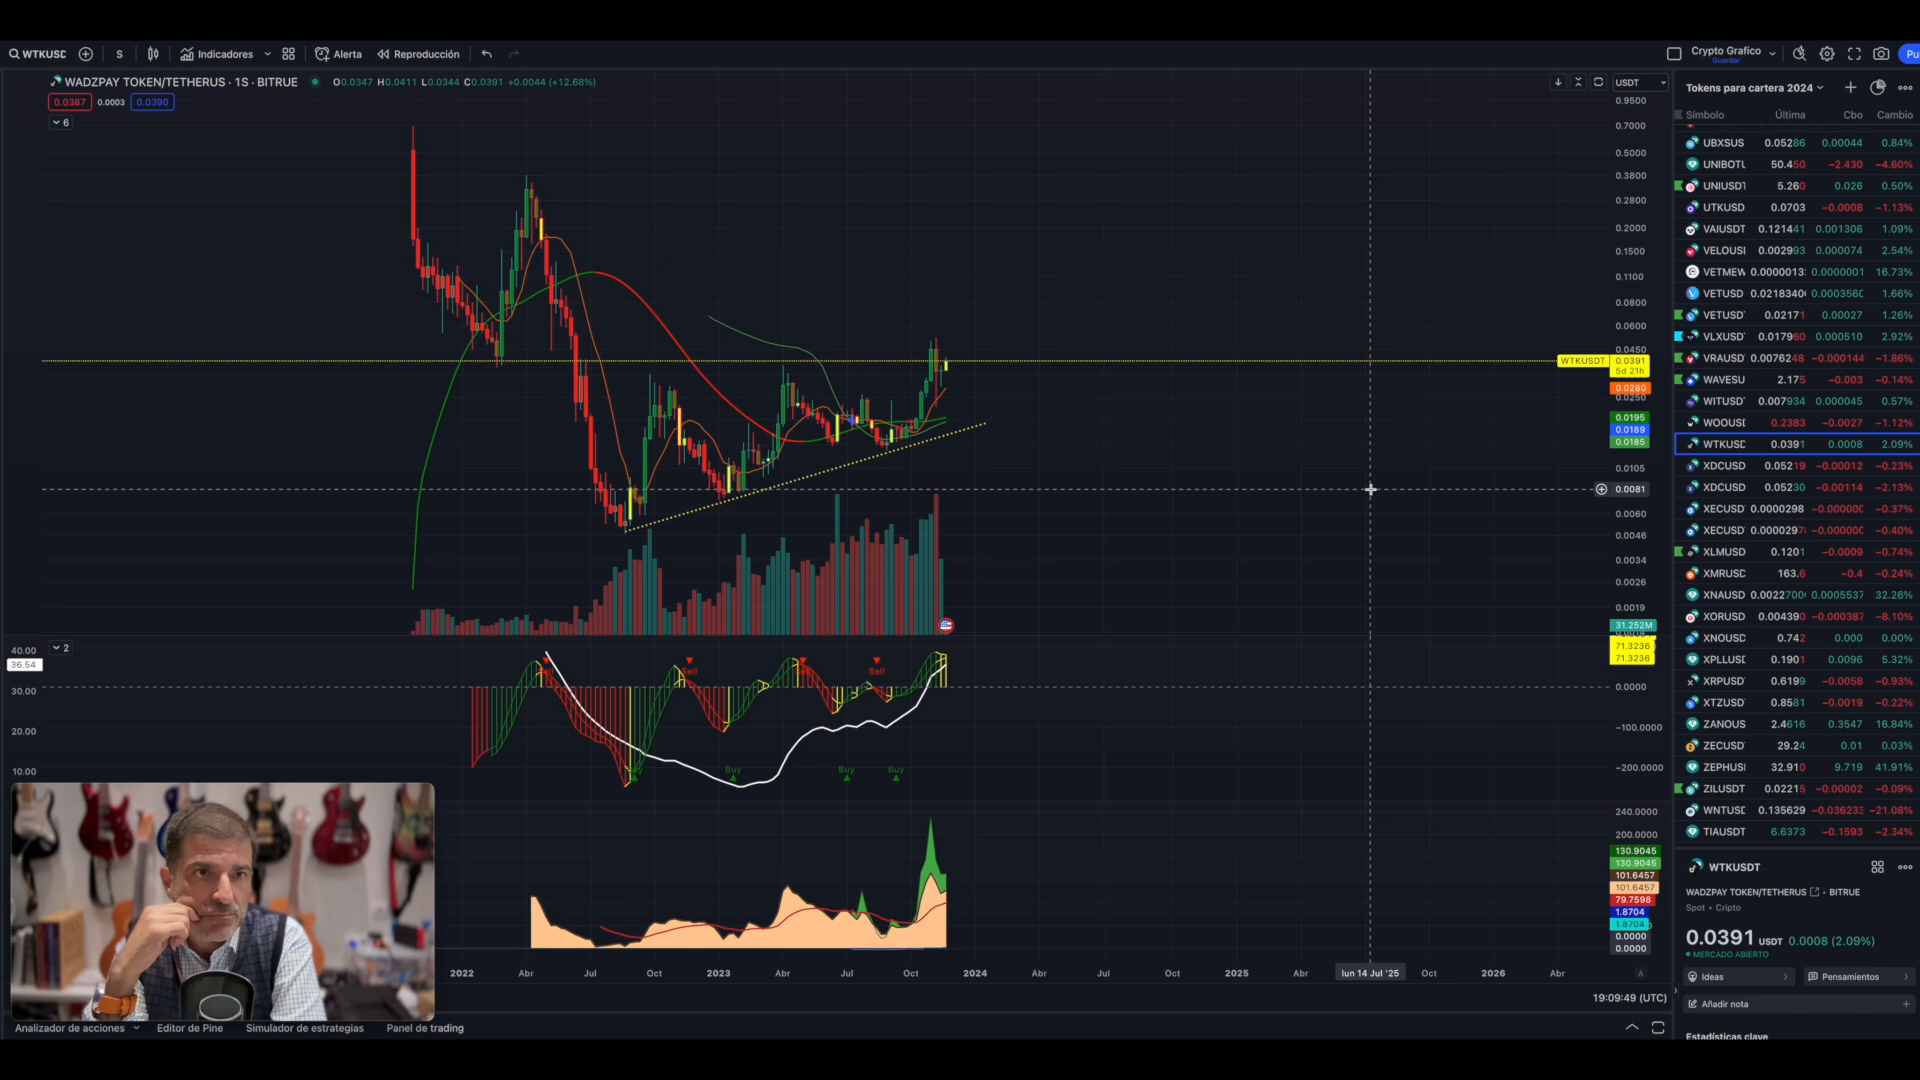 WTKUSD S Indicadores Alerta Reproducción Crypto Grafico
Guardar
WADZPAY TOKEN/TETHERUS · 1S · BITRUE O0.0347 H0.0411 L0.0344 C0.0391 +0.0044 (+12.68%) USDT
0.0387 0.0003 0.0390
6
0.9500
0.7000
0.5000
0.3800
0.2800
0.2000
0.1500
0.1100
0.0800
0.0600
0.0450
WTKUSDT 0.0391
5d 21h
0.0280
0.0250
0.0195
0.0189
0.0185
0.0105
0.0081
0.0060
0.0046
0.0034
0.0026
0.0019
31.252M
2
40.00
36.54
30.00
20.00
10.00
71.3236
71.3236
0.0000
−100.0000
−200.0000
Sell
Sell
Buy
Buy
Buy
240.0000
200.0000
130.9045
130.9045
101.6457
101.6457
79.7598
1.8704
1.8704
0.0000
0.0000
2022 Abr Jul Oct 2023 Abr Jul Oct 2024 Abr Jul Oct 2025 Abr lun 14 Jul '25 Oct 2026 Abr A
19:09:49 (UTC)
Analizador de acciones Editor de Pine Simulador de estrategias Panel de trading
Tokens para cartera 2024
Símbolo Última Cbo Cambio
UBXSUS 0.05286 0.00044 0.84%
UNIBOTU 50.450 −2.430 −4.60%
UNIUSDT 5.260 0.026 0.50%
UTKUSD 0.0703 −0.0008 −1.13%
VAIUSDT 0.121441 0.001306 1.09%
VELOUSI 0.002993 0.000074 2.54%
VETMEW 0.0000013 0.0000001 16.73%
VETUSD 0.0218340 0.000356 1.66%
VETUSD 0.02171 0.00027 1.26%
VLXUSD 0.017960 0.000510 2.92%
VRAUSD 0.0076248 −0.000144 −1.86%
WAVESU 2.175 −0.003 −0.14%
WITUSD 0.007934 0.000045 0.57%
WOOUSD 0.2383 −0.0027 −1.12%
WTKUSD 0.0391 0.0008 2.09%
XDCUSD 0.05219 −0.00012 −0.23%
XDCUSD 0.05230 −0.00114 −2.13%
XECUSD 0.0000298 −0.000000 −0.37%
XECUSD 0.0000297 −0.000000 −0.40%
XLMUSD 0.1201 −0.0009 −0.74%
XMRUSD 163.6 −0.4 −0.24%
XNAUSD 0.002270 0.0005537 32.26%
XORUSD 0.004390 −0.000387 −8.10%
XNOUSD 0.742 0.000 0.00%
XPLLUSD 0.1901 0.0096 5.32%
XRPUSD 0.6199 −0.0058 −0.93%
XTZUSD 0.8581 −0.0019 −0.22%
ZANOUS 2.4616 0.3547 16.84%
ZECUSD 29.24 0.01 0.03%
ZEPHUSI 32.910 9.719 41.91%
ZILUSDT 0.02215 −0.00002 −0.09%
WNTUSD 0.135629 −0.036233 −21.08%
TIAUSDT 6.6373 −0.1593 −2.34%
WTKUSDT
WADZPAY TOKEN/TETHERUS • BITRUE
Spot • Cripto
0.0391 USDT 0.0008 (2.09%)
MERCADO ABIERTO
Ideas Pensamientos
Añadir nota
Estadísticas clave